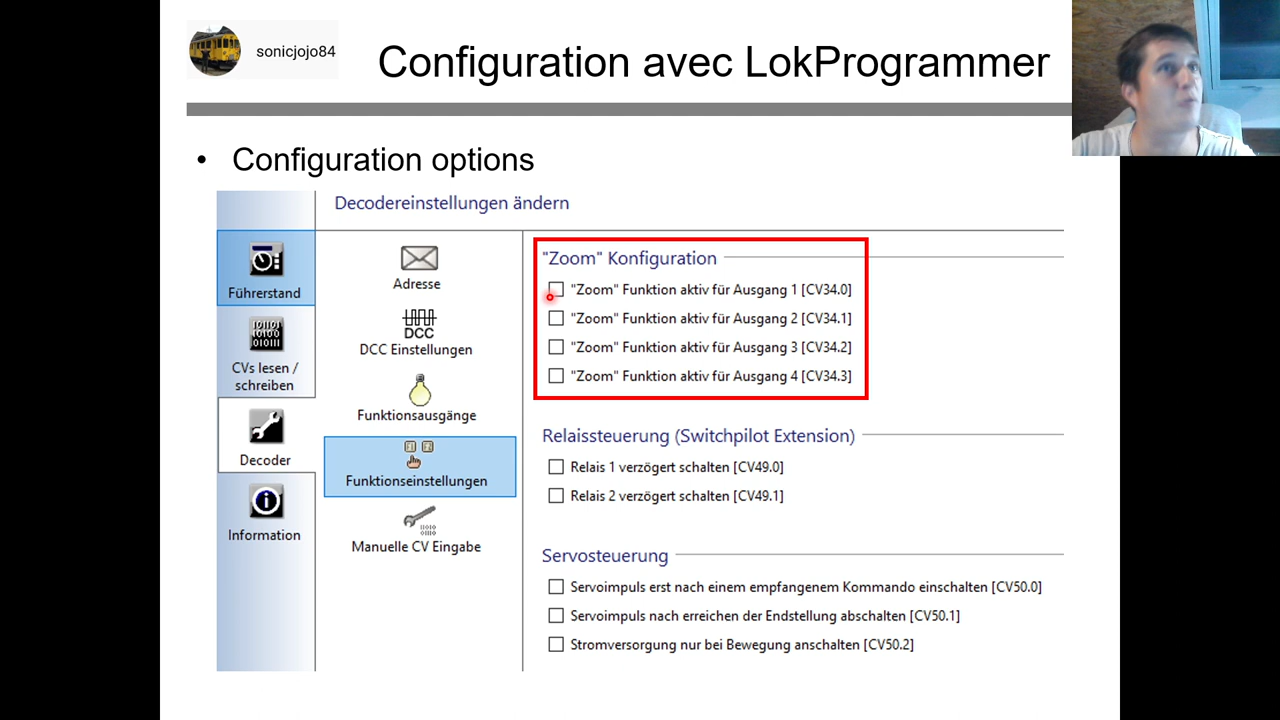 sonicjojo84
Configuration avec LokProgrammer
• Configuration options
Decodereinstellungen ändern
Führerstand
CVs lesen /
schreiben
Decoder
Information
Adresse
DCC
DCC Einstellungen
Funktionsausgänge
Funktionseinstellungen
Manuelle CV Eingabe
"Zoom" Konfiguration
"Zoom" Funktion aktiv für Ausgang 1 [CV34.0]
"Zoom" Funktion aktiv für Ausgang 2 [CV34.1]
"Zoom" Funktion aktiv für Ausgang 3 [CV34.2]
"Zoom" Funktion aktiv für Ausgang 4 [CV34.3]
Relaissteuerung (Switchpilot Extension)
Relais 1 verzögert schalten [CV49.0]
Relais 2 verzögert schalten [CV49.1]
Servosteuerung
Servoimpuls erst nach einem empfangenem Kommando einschalten [CV50.0]
Servoimpuls nach erreichen der Endstellung abschalten [CV50.1]
Stromversorgung nur bei Bewegung anschalten [CV50.2]